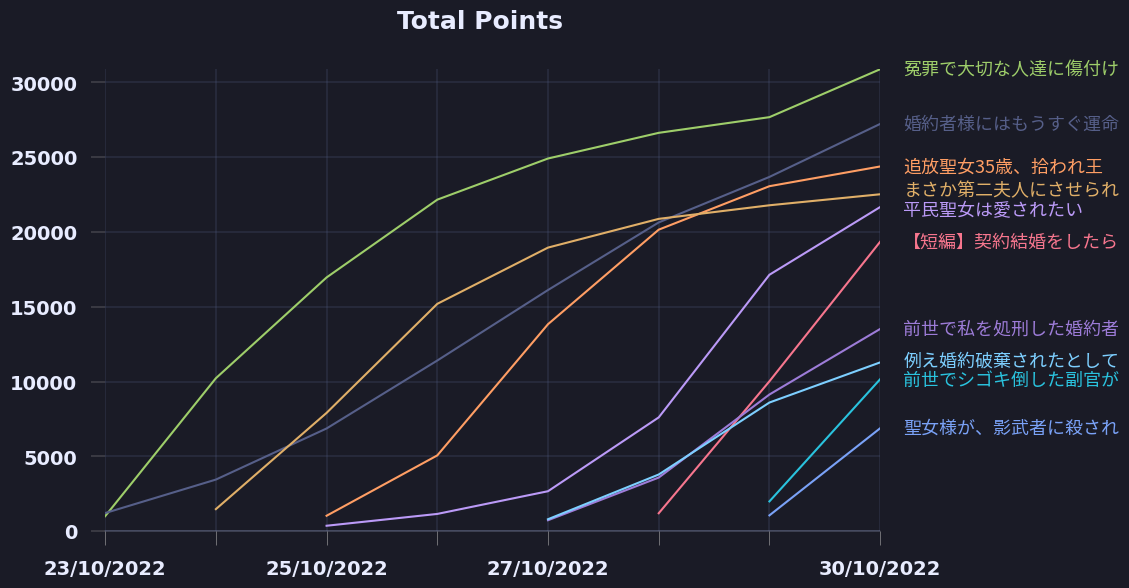 Total Points
30000
25000
20000
15000
10000
5000
0
23/10/2022
25/10/2022
27/10/2022
30/10/2022
冤罪で大切な人達に傷付け
婚約者様にはもうすぐ運命
追放聖女35歳、拾われ王
まさか第二夫人にさせられ
平民聖女は愛されたい
【短編】契約結婚をしたら
前世で私を処刑した婚約者
例え婚約破棄されたとして
前世でシゴキ倒した副官が
聖女様が、影武者に殺され